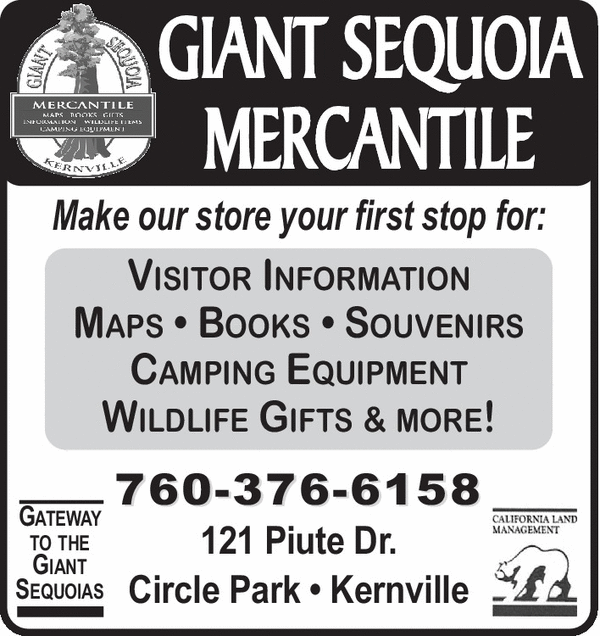 GIANT SEQUOIA
MERCANTILE
MAPS BOOKS GIFTS
INFORMATION WILDLIFE ITEMS
CAMPING EQUIPMENT
KERNVILLE
GIANT SEQUOIA
MERCANTILE
Make our store your first stop for:
VISITOR INFORMATION
MAPS • BOOKS • SOUVENIRS
CAMPING EQUIPMENT
WILDLIFE GIFTS & MORE!
760-376-6158
121 Piute Dr.
Circle Park • Kernville
GATEWAY
TO THE
GIANT
SEQUOIAS
CALIFORNIA LAND
MANAGEMENT